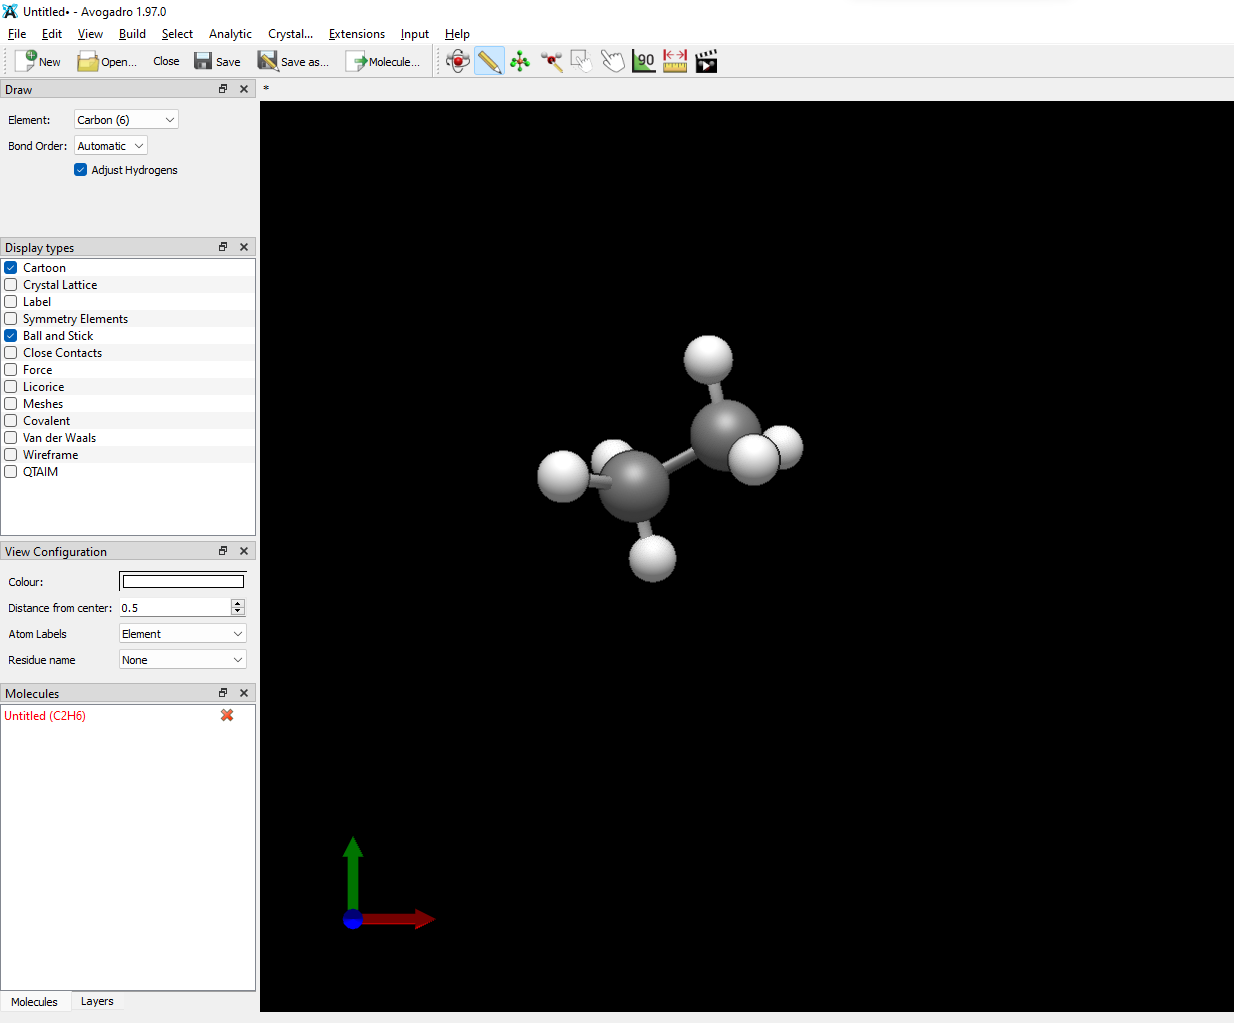 Untitled• - Avogadro 1.97.0
File Edit View Build Select Analytic Crystal... Extensions Input Help
New Open... Close Save Save as... Molecule... 90
Draw
*
Element: Carbon (6)
Bond Order: Automatic
Adjust Hydrogens
Display types
Cartoon
Crystal Lattice
Label
Symmetry Elements
Ball and Stick
Close Contacts
Force
Licorice
Meshes
Covalent
Van der Waals
Wireframe
QTAIM
View Configuration
Colour:
Distance from center: 0.5
Atom Labels Element
Residue name None
Molecules
Untitled (C2H6)
Molecules Layers